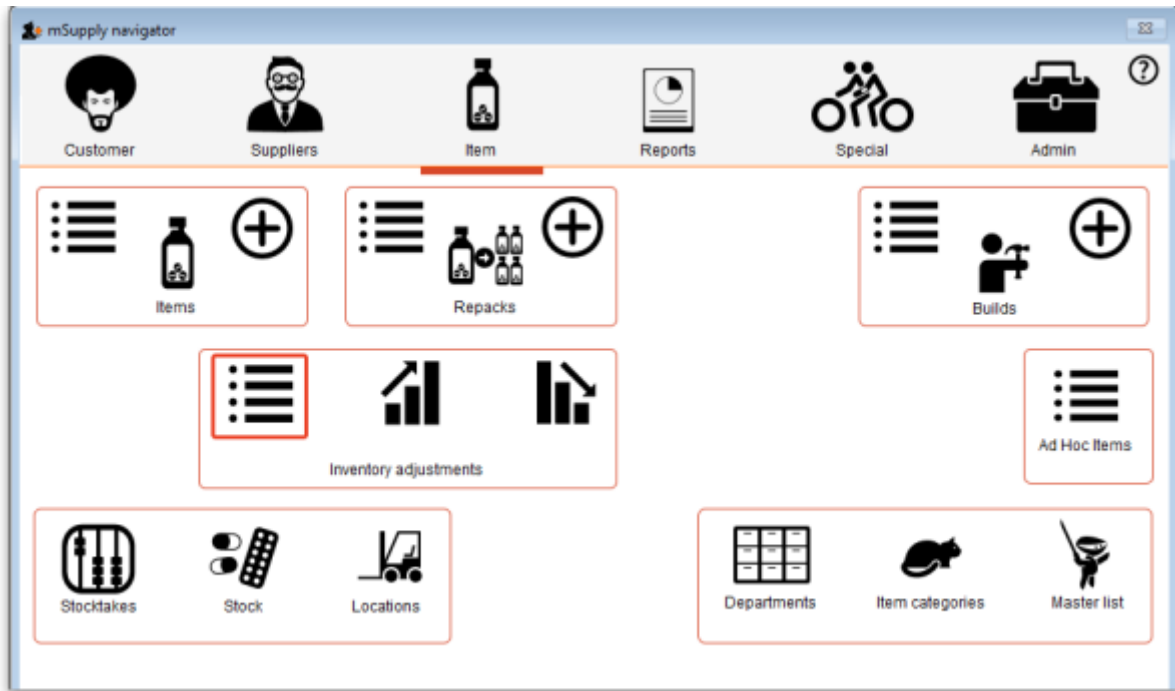 mSupply navigator
Customer
Suppliers
Item
Reports
Special
Admin
?
Items
Repacks
Builds
Inventory adjustments
Ad Hoc Items
Stocktakes
Stock
Locations
Departments
Item categories
Master list